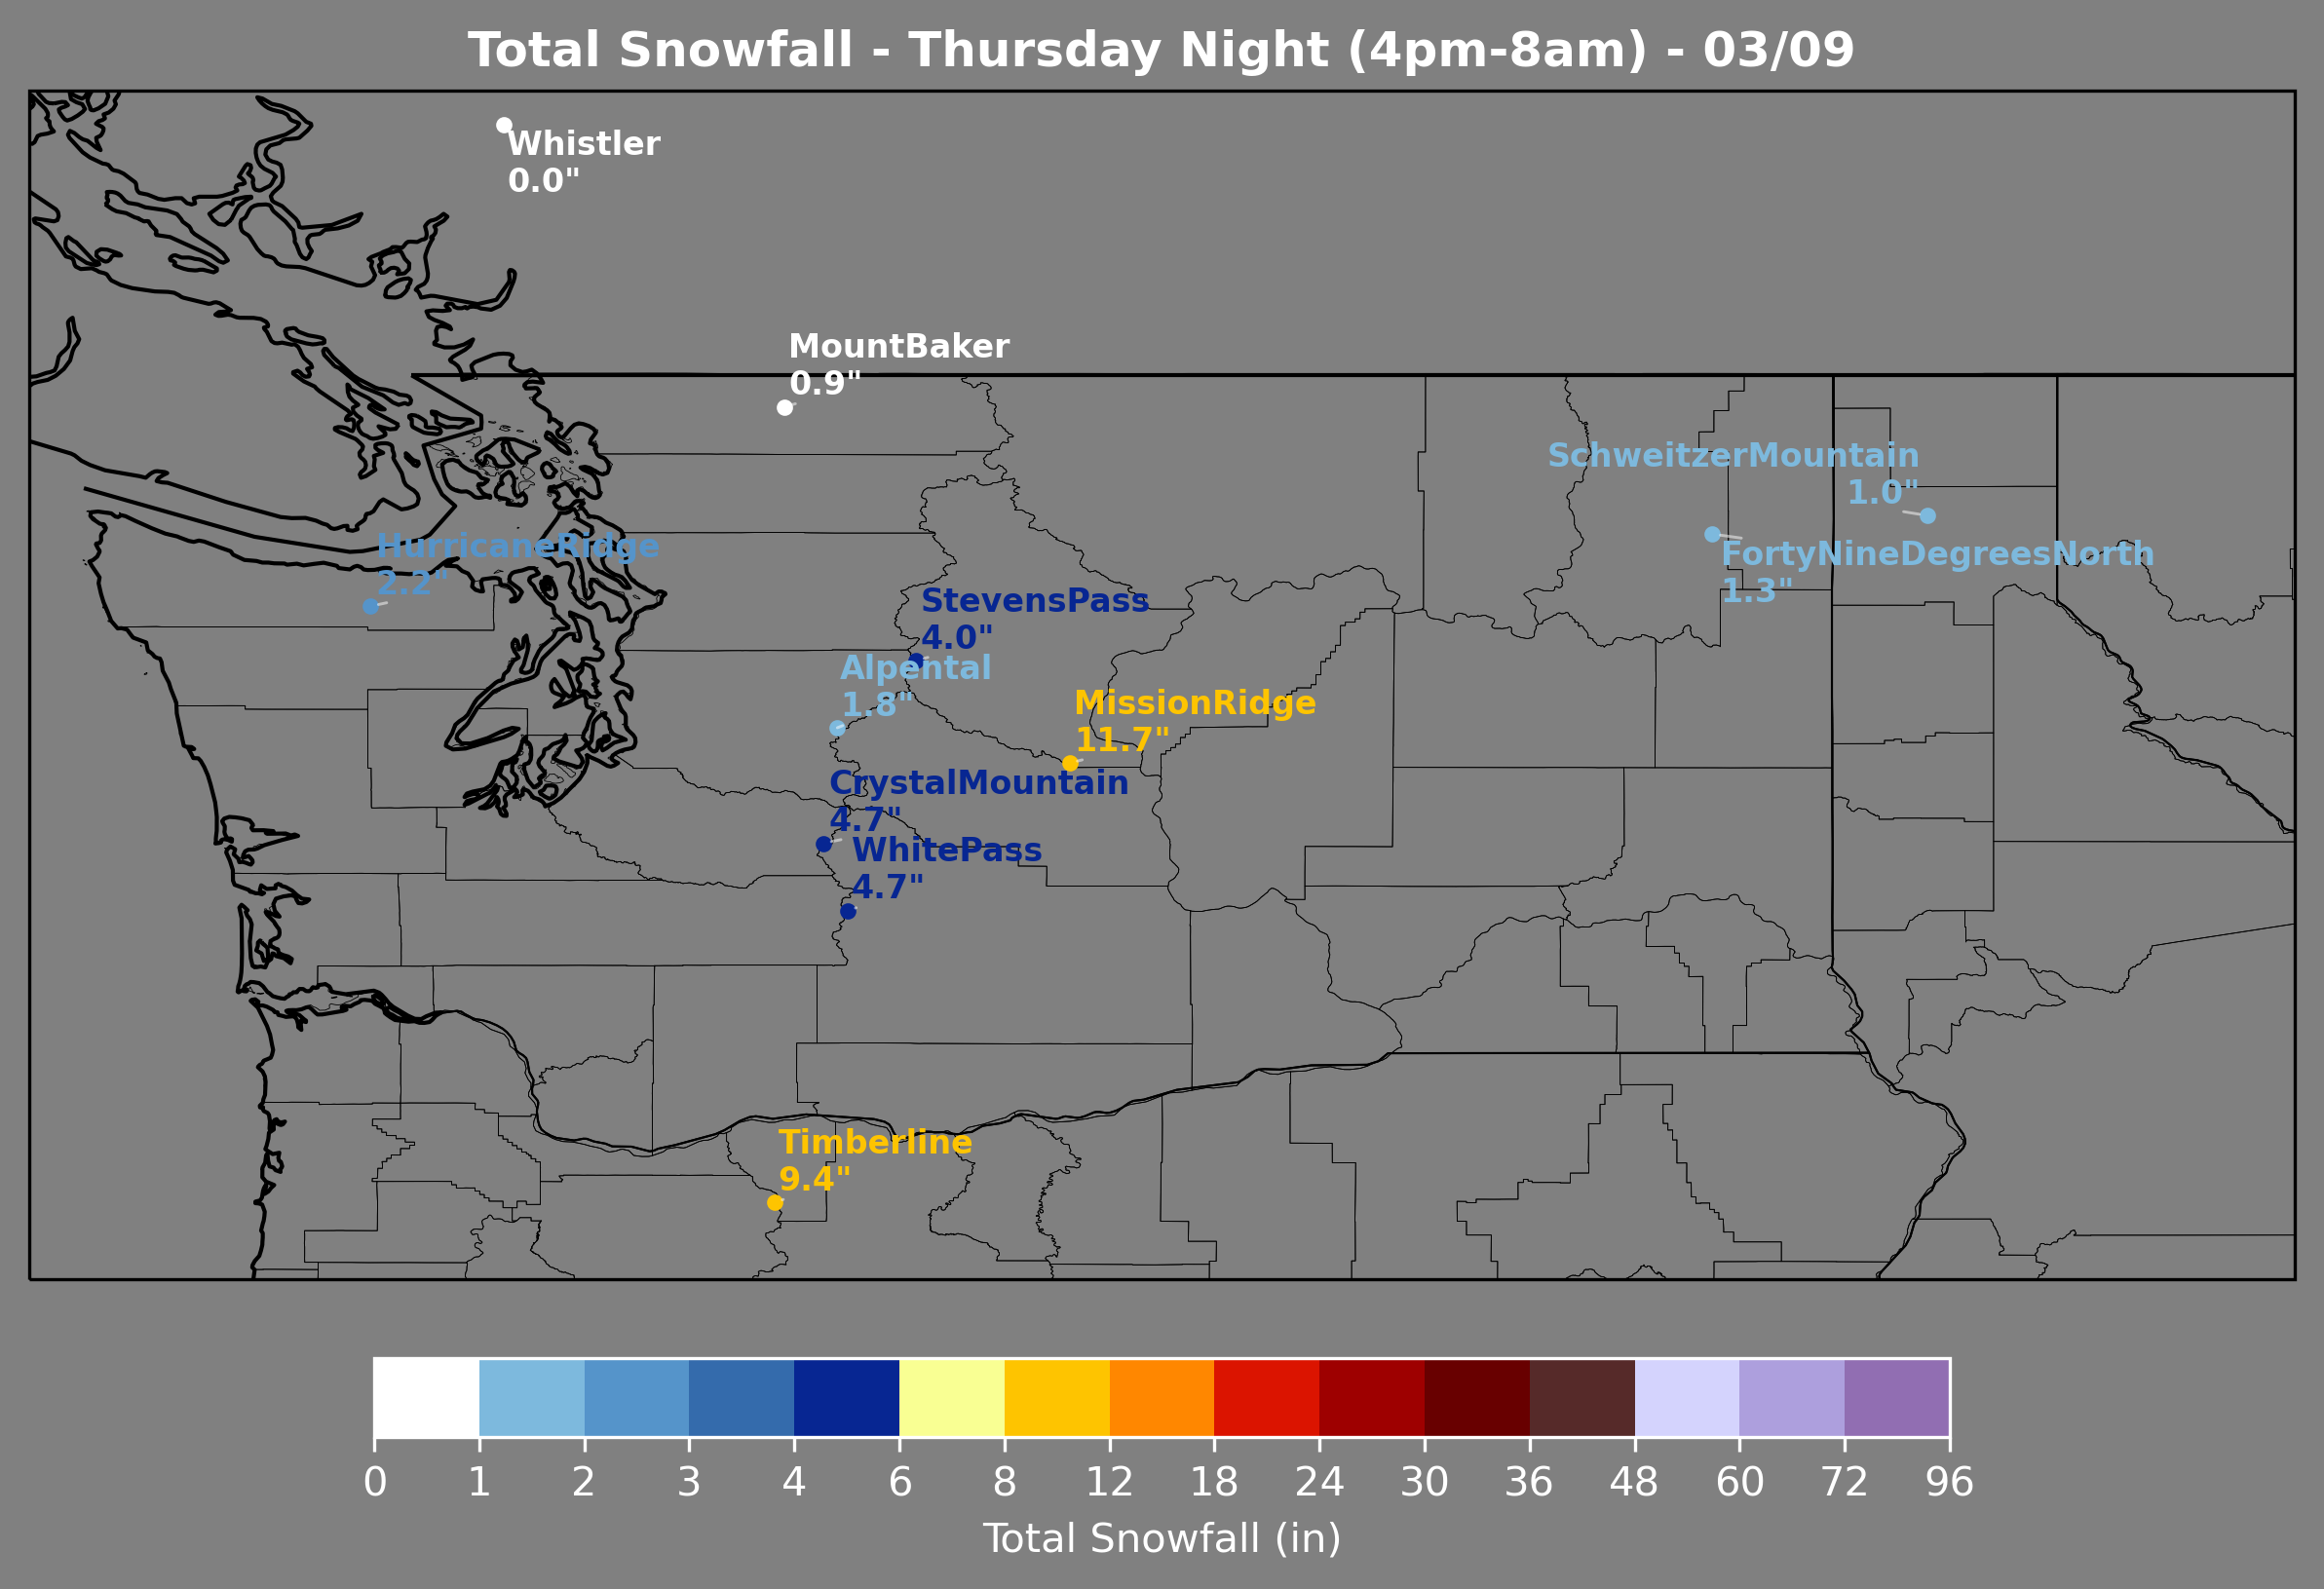 Total Snowfall - Thursday Night (4pm-8am) - 03/09
Whistler
0.0"
MountBaker
0.9"
SchweitzerMountain
1.0"
HurricaneRidge
2.2"
FortyNineDegreesNorth
1.3"
StevensPass
4.0"
Alpental
1.8"
MissionRidge
11.7"
CrystalMountain
4.7"
WhitePass
4.7"
Timberline
9.4"
0 1 2 3 4 6 8 12 18 24 30 36 48 60 72 96
Total Snowfall (in)